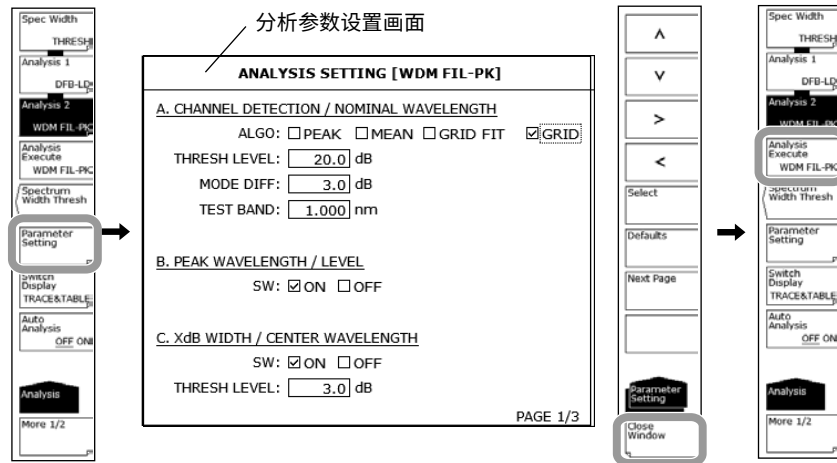 分析参数设置画面
Spec Width
THRESH
Analysis 1
DFB-LD
Analysis 2
WDM FIL-PK
Analysis
Execute
WDM FIL-PK
Spectrum
Width Thresh
Parameter
Setting
Switch
Display
TRACE&TABLE
Auto
Analysis
OFF ON
Analysis
More 1/2
ANALYSIS SETTING [WDM FIL-PK]
A. CHANNEL DETECTION / NOMINAL WAVELENGTH
ALGO: ☐PEAK ☐MEAN ☐GRID FIT ☑GRID
THRESH LEVEL: 20.0 dB
MODE DIFF: 3.0 dB
TEST BAND: 1.000 nm
B. PEAK WAVELENGTH / LEVEL
SW: ☑ON ☐OFF
C. XdB WIDTH / CENTER WAVELENGTH
SW: ☑ON ☐OFF
THRESH LEVEL: 3.0 dB
PAGE 1/3
∧
∨
>
<
Select
Defaults
Next Page
Parameter
Setting
Close
Window
Spec Width
THRESH
Analysis 1
DFB-LD
Analysis 2
WDM FIL-PK
Analysis
Execute
WDM FIL-PK
Spectrum
Width Thresh
Parameter
Setting
Switch
Display
TRACE&TABLE
Auto
Analysis
OFF ON
Analysis
More 1/2